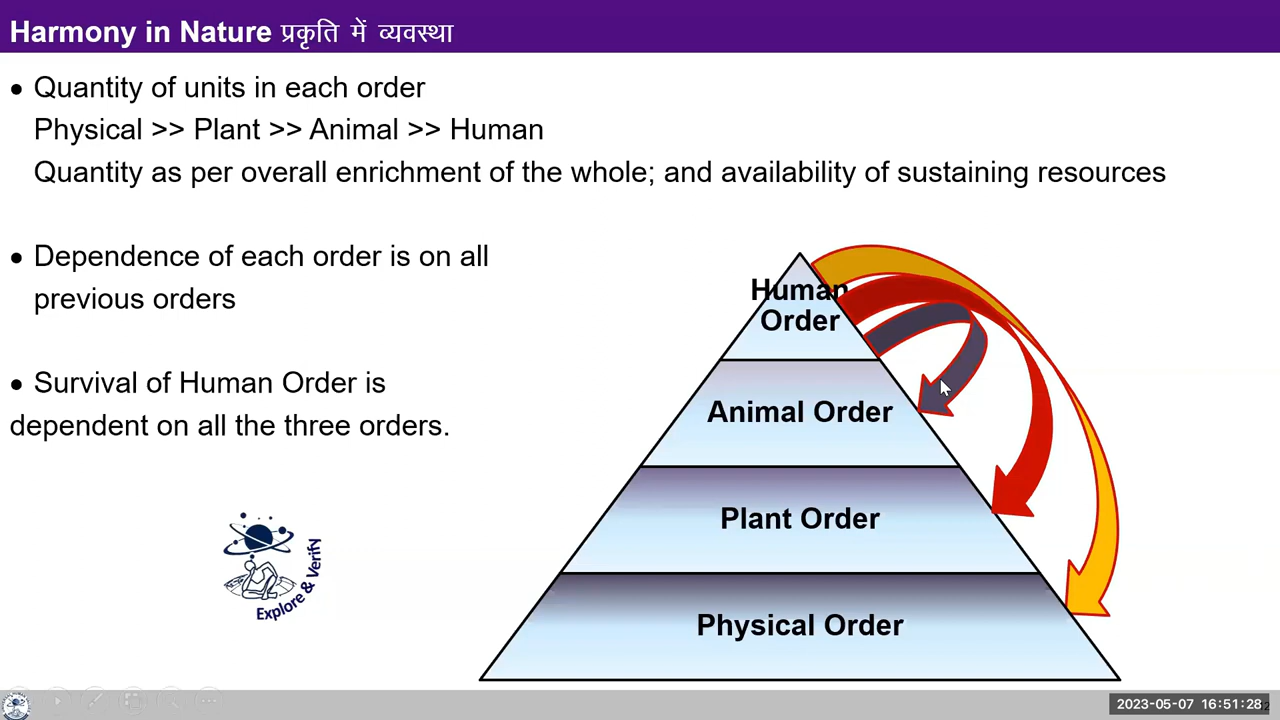 Harmony in Nature प्रकृति में व्यवस्था
• Quantity of units in each order
Physical >> Plant >> Animal >> Human
Quantity as per overall enrichment of the whole; and availability of sustaining resources
• Dependence of each order is on all
previous orders
• Survival of Human Order is
dependent on all the three orders.
Human
Order
Animal Order
Plant Order
Physical Order
Explore & Verify
2023-05-07 16:51:28